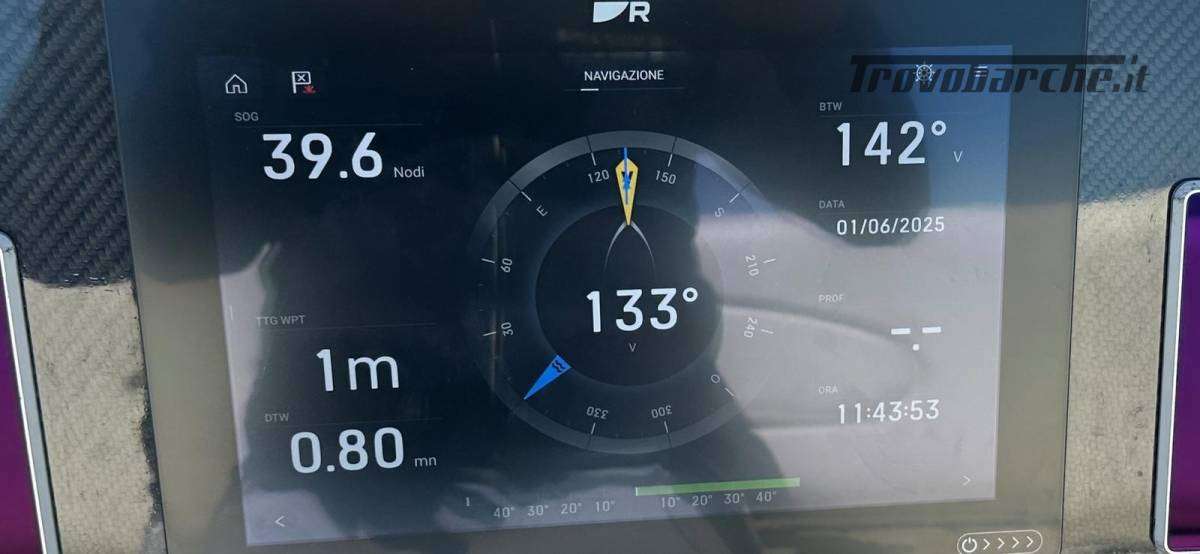 R
NAVIGAZIONE
Trovobarche.it
SOG
39.6 Nodi
BTW
142° V
DATA
01/06/2025
120
150
E
S
60
210
30
240
133°
V
TTG WPT
1m
PROF
-.-
DTW
0.80 mn
330
300
O
ORA
11:43:53
40° 30° 20° 10° 10° 20° 30° 40°
< >
>>>>